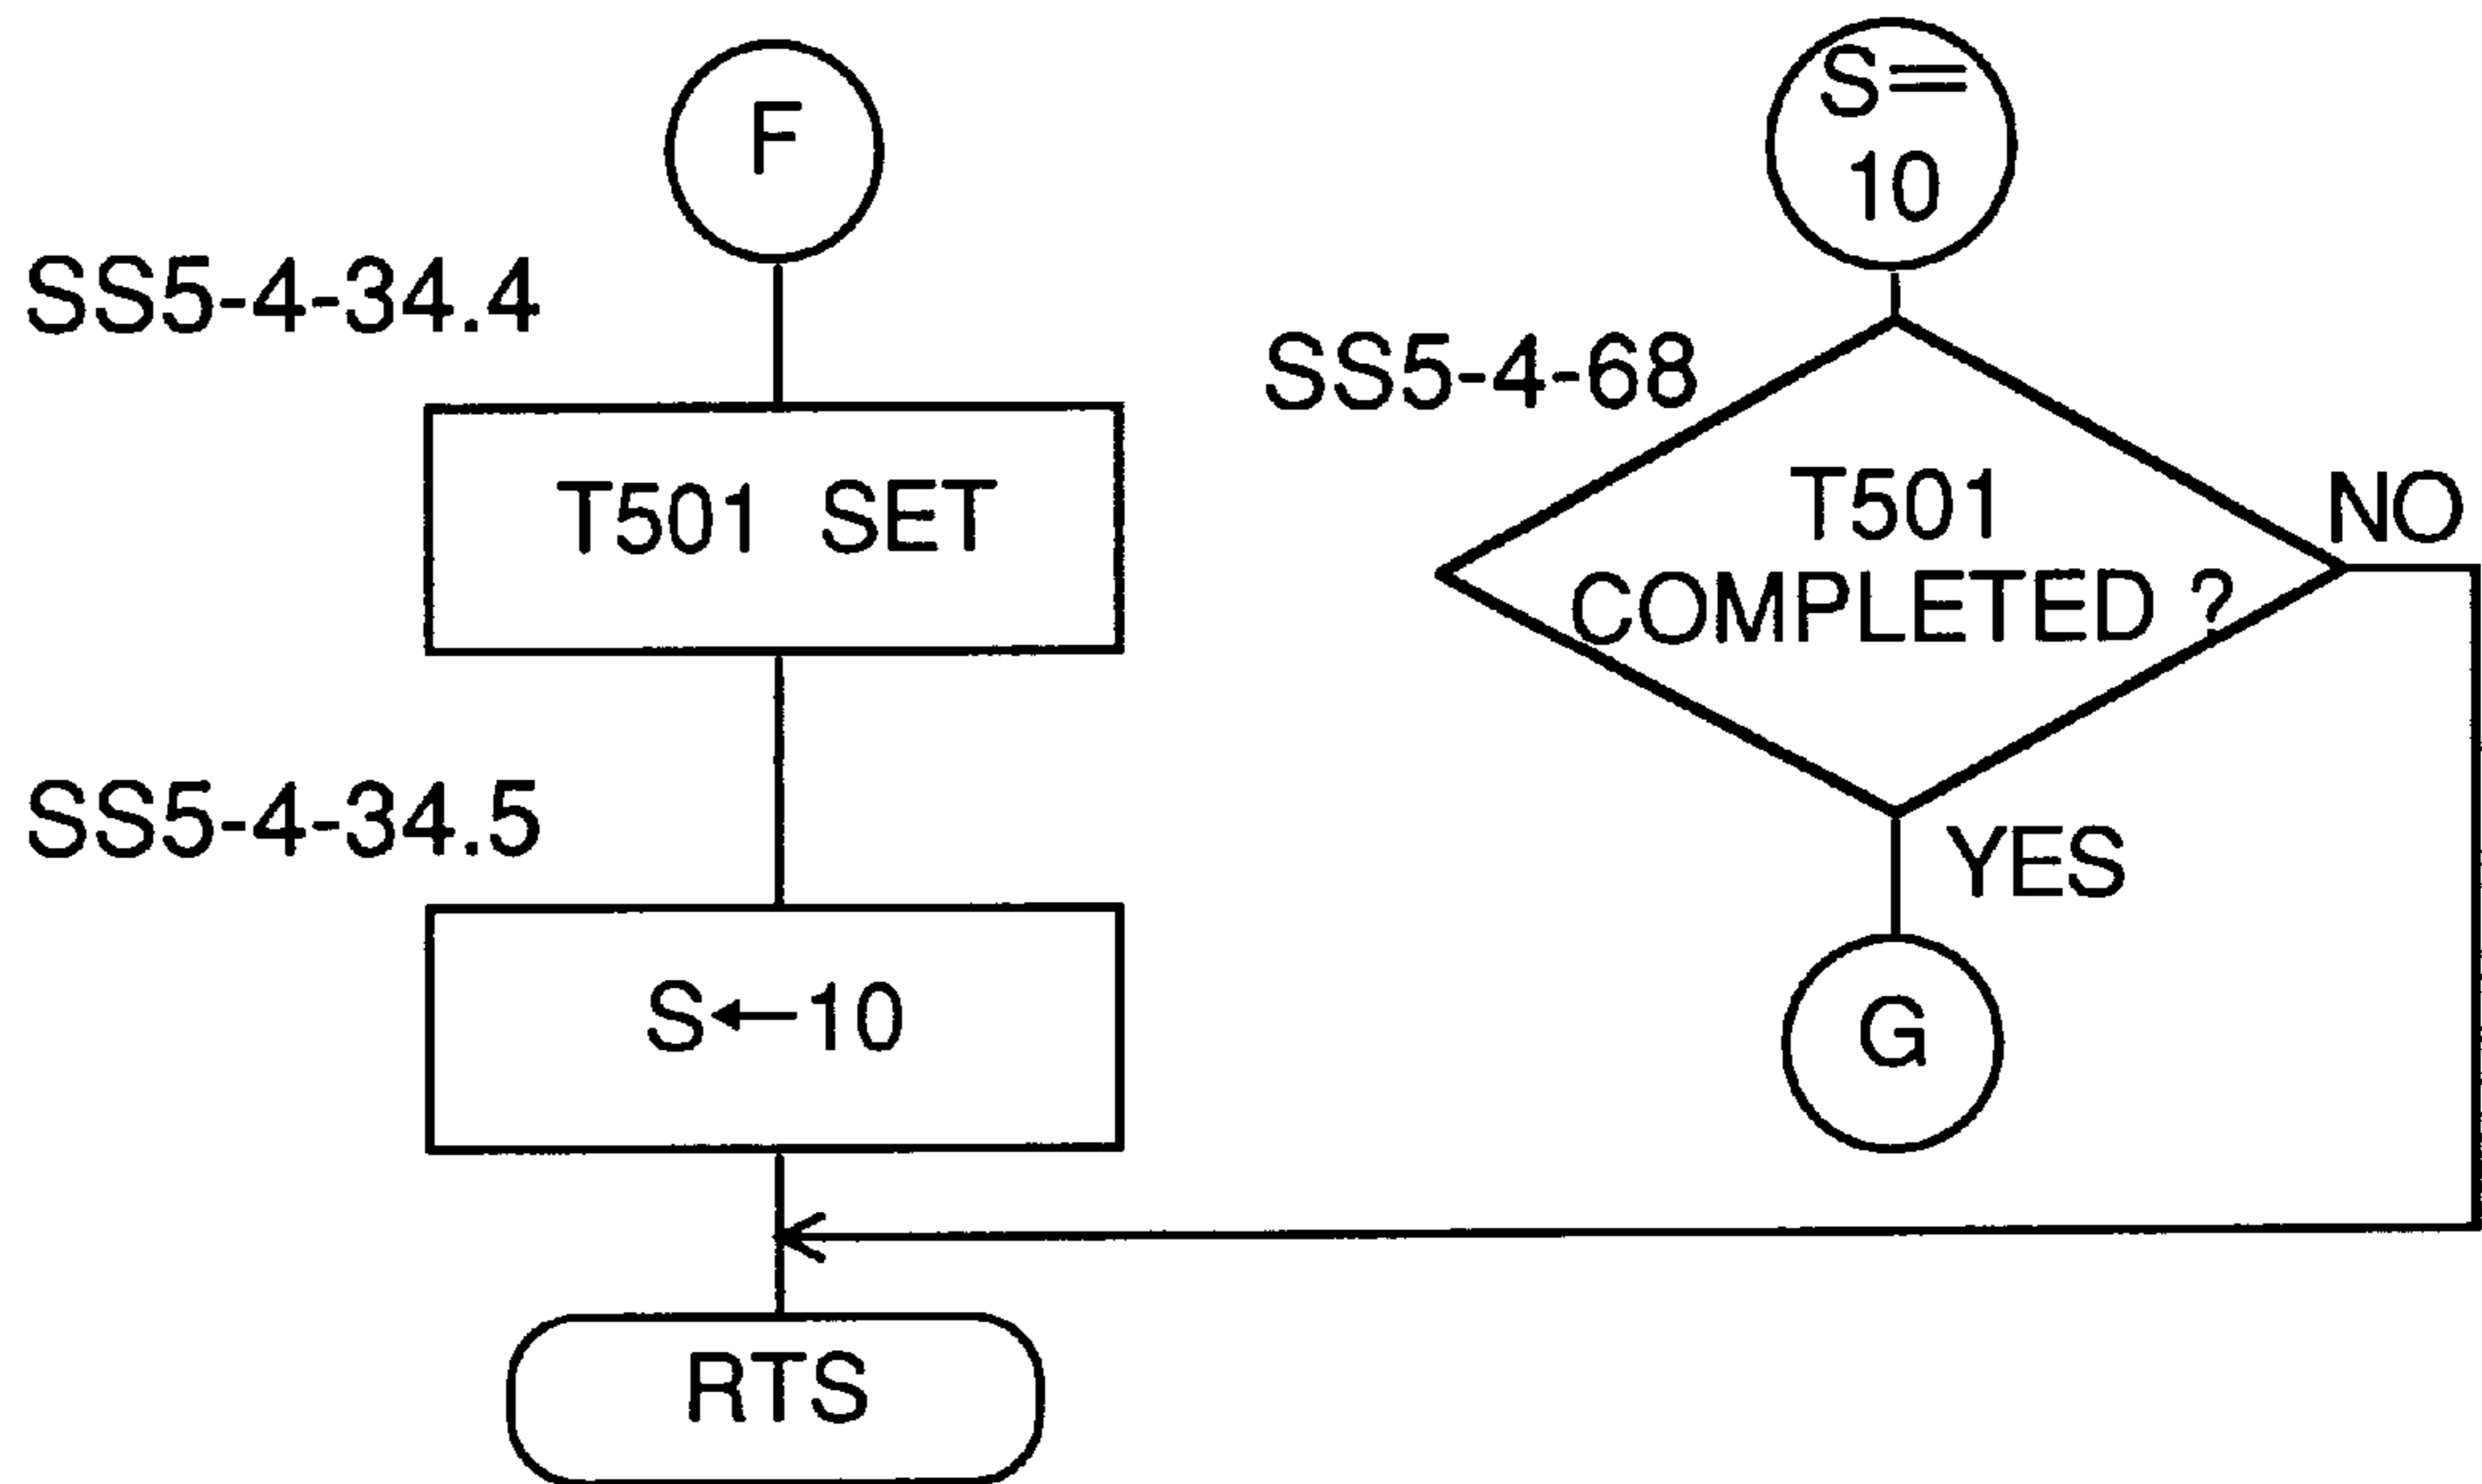 F
SS5-4-34.4
T501 SET
SS5-4-34.5
S←10
RTS
S=
10
SS5-4-68
T501
COMPLETED ?
NO
YES
G